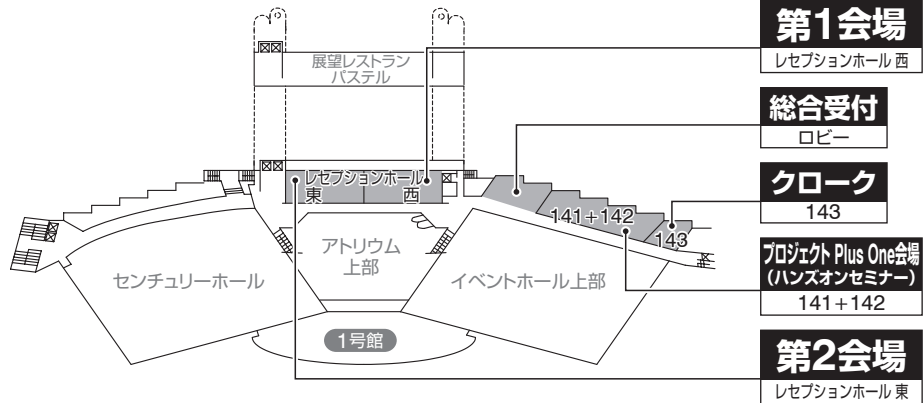 展望レストラン
パステル
レセプションホール
東
西
141+142
143
アトリウム
上部
センチュリーホール
イベントホール上部
1号館
第1会場
レセプションホール 西
総合受付
ロビー
クローク
143
プロジェクト Plus One会場
(ハンズオンセミナー)
141+142
第2会場
レセプションホール 東